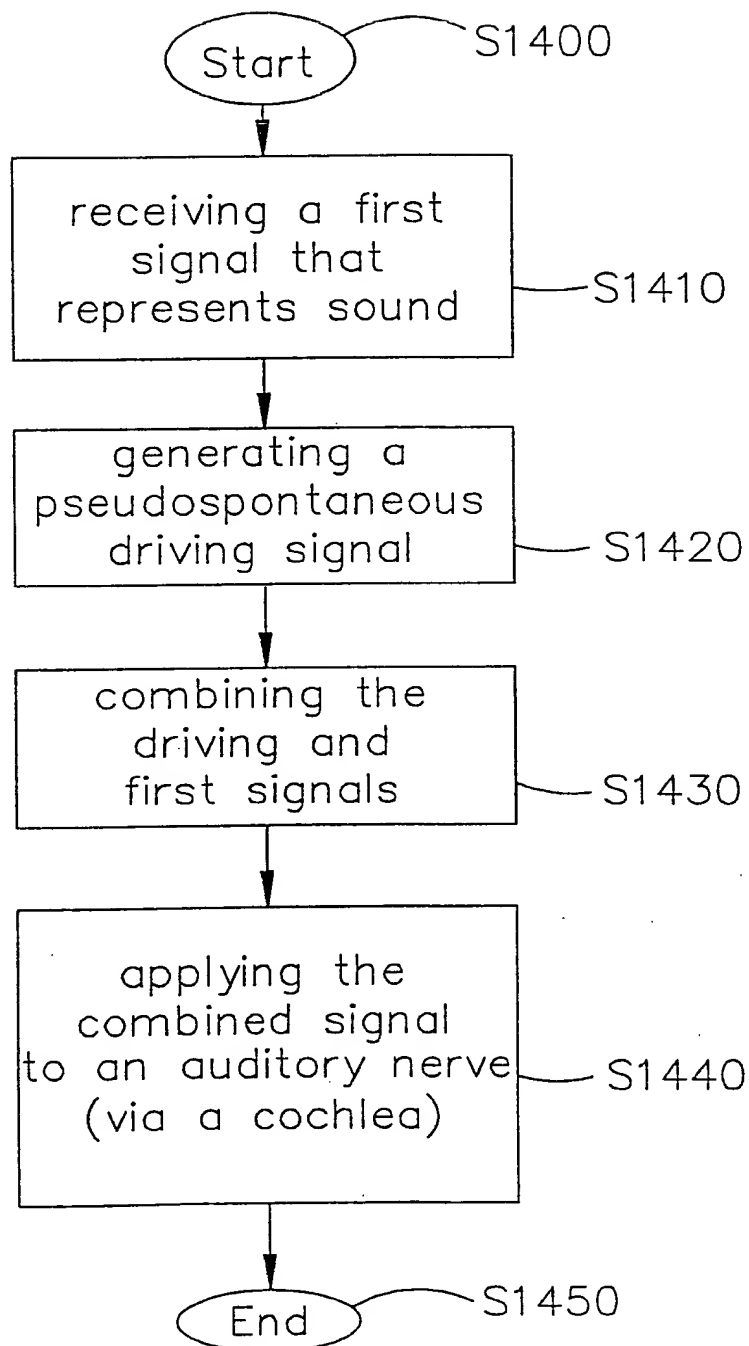 Start
S1400
receiving a first
signal that
represents sound
S1410
generating a
pseudospontaneous
driving signal
S1420
combining the
driving and
first signals
S1430
applying the
combined signal
to an auditory nerve
(via a cochlea)
S1440
End
S1450